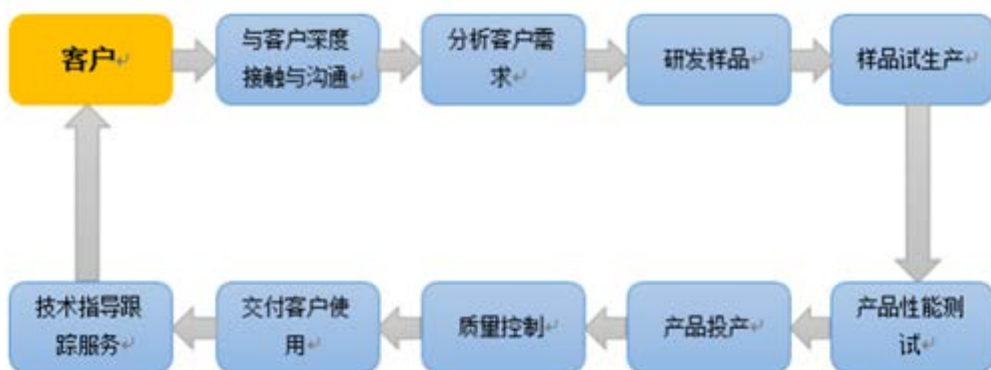 客户
与客户深度
接触与沟通
分析客户需
求
研发样品
样品试生产
产品性能测
试
产品投产
质量控制
交付客户使
用
技术指导跟
踪服务